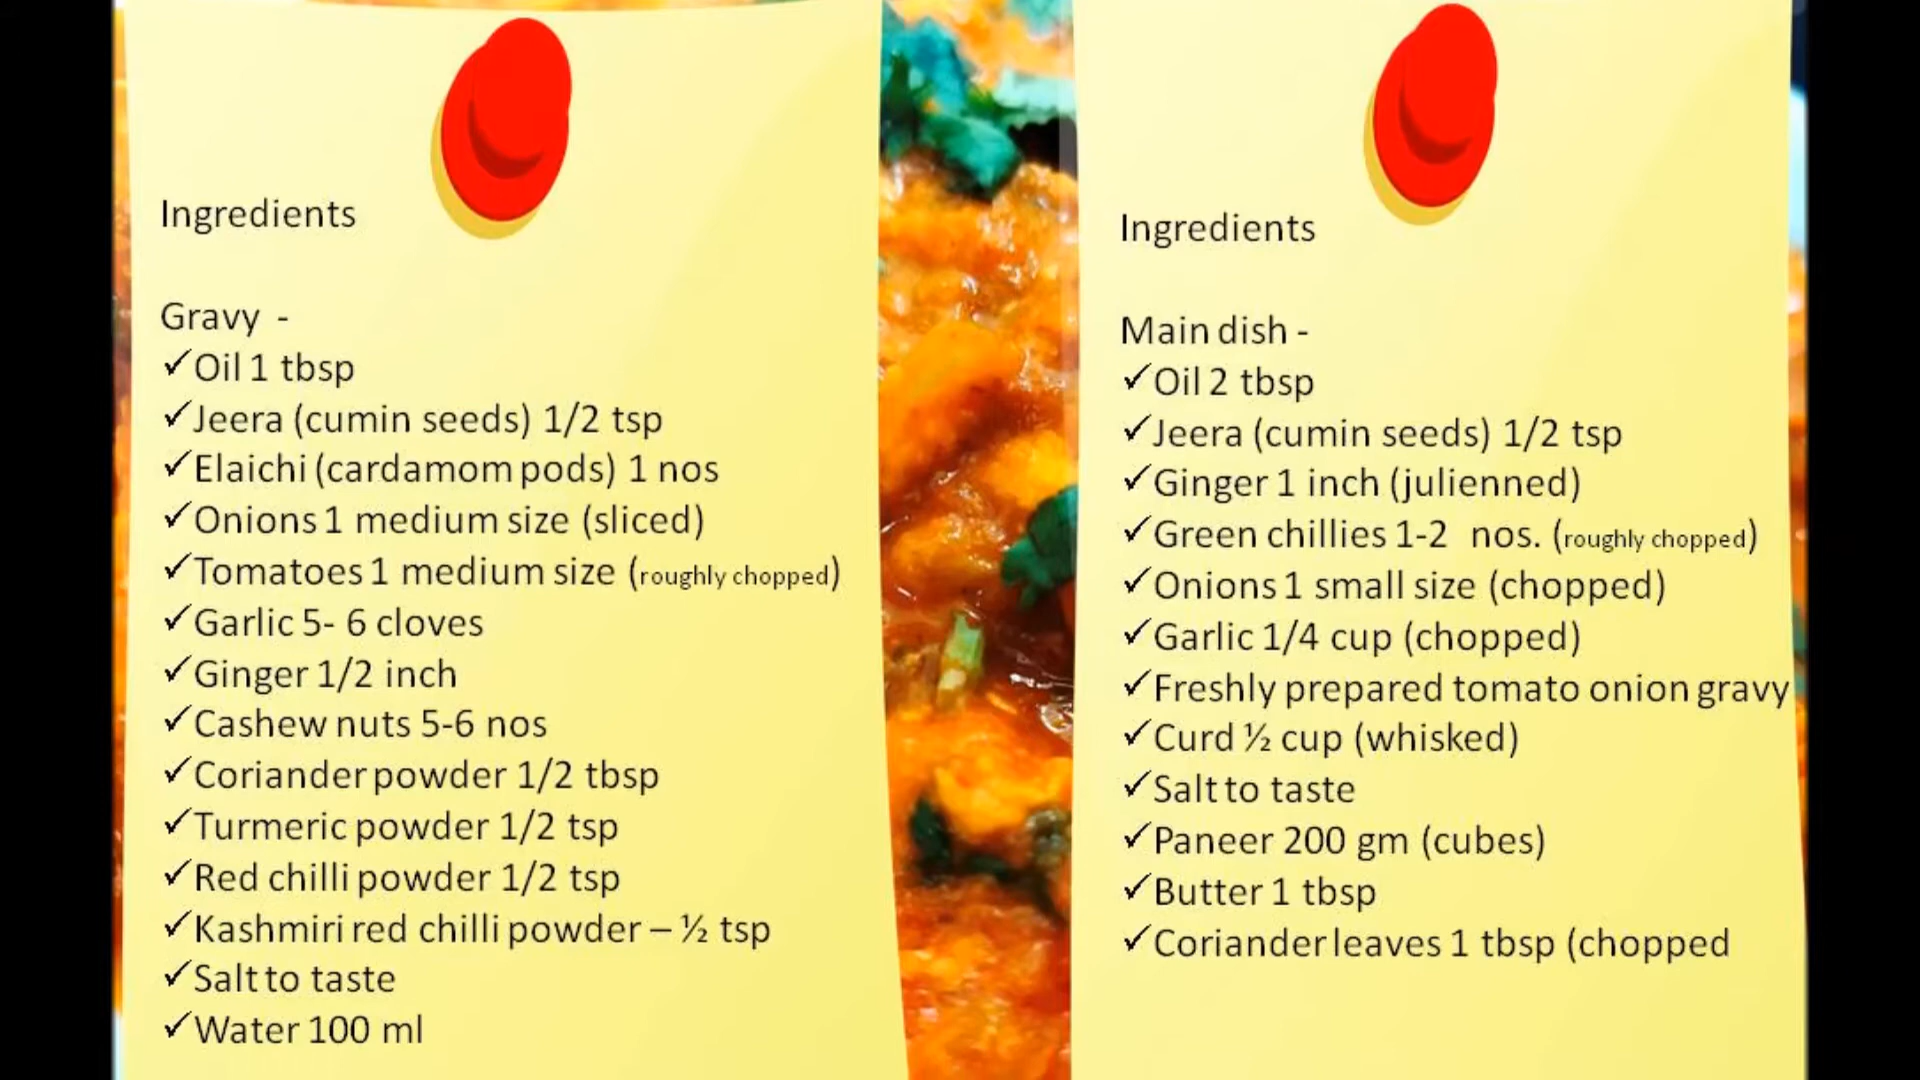 Ingredients
Gravy -
✓Oil 1 tbsp
✓Jeera (cumin seeds) 1/2 tsp
✓Elaichi (cardamom pods) 1 nos
✓Onions 1 medium size (sliced)
✓Tomatoes 1 medium size (roughly chopped)
✓Garlic 5- 6 cloves
✓Ginger 1/2 inch
✓Cashew nuts 5-6 nos
✓Coriander powder 1/2 tbsp
✓Turmeric powder 1/2 tsp
✓Red chilli powder 1/2 tsp
✓Kashmiri red chilli powder – ½ tsp
✓Salt to taste
✓Water 100 ml
Ingredients
Main dish -
✓Oil 2 tbsp
✓Jeera (cumin seeds) 1/2 tsp
✓Ginger 1 inch (julienned)
✓Green chillies 1-2 nos. (roughly chopped)
✓Onions 1 small size (chopped)
✓Garlic 1/4 cup (chopped)
✓Freshly prepared tomato onion gravy
✓Curd ½ cup (whisked)
✓Salt to taste
✓Paneer 200 gm (cubes)
✓Butter 1 tbsp
✓Coriander leaves 1 tbsp (chopped